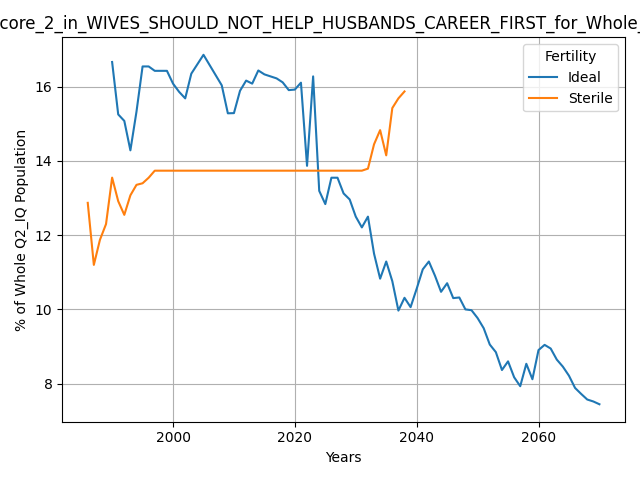 core_2_in_WIVES_SHOULD_NOT_HELP_HUSBANDS_CAREER_FIRST_for_Whole_
Fertility
Ideal
Sterile
% of Whole Q2_IQ Population
16
14
12
10
8
2000
2020
2040
2060
Years